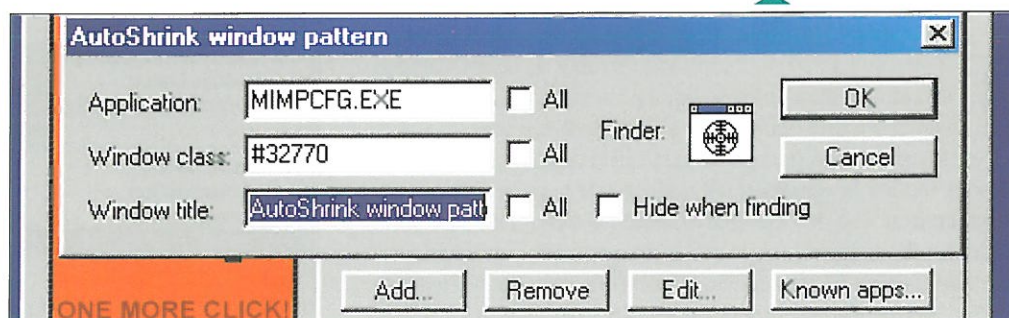 AutoShrink window pattern
Application: MIMPCFG.EXE All
Finder: OK
Window class: #32770 All
Cancel
Window title: AutoShrink window patt All Hide when finding
Add... Remove Edit... Known apps...
ONE MORE CLICK!